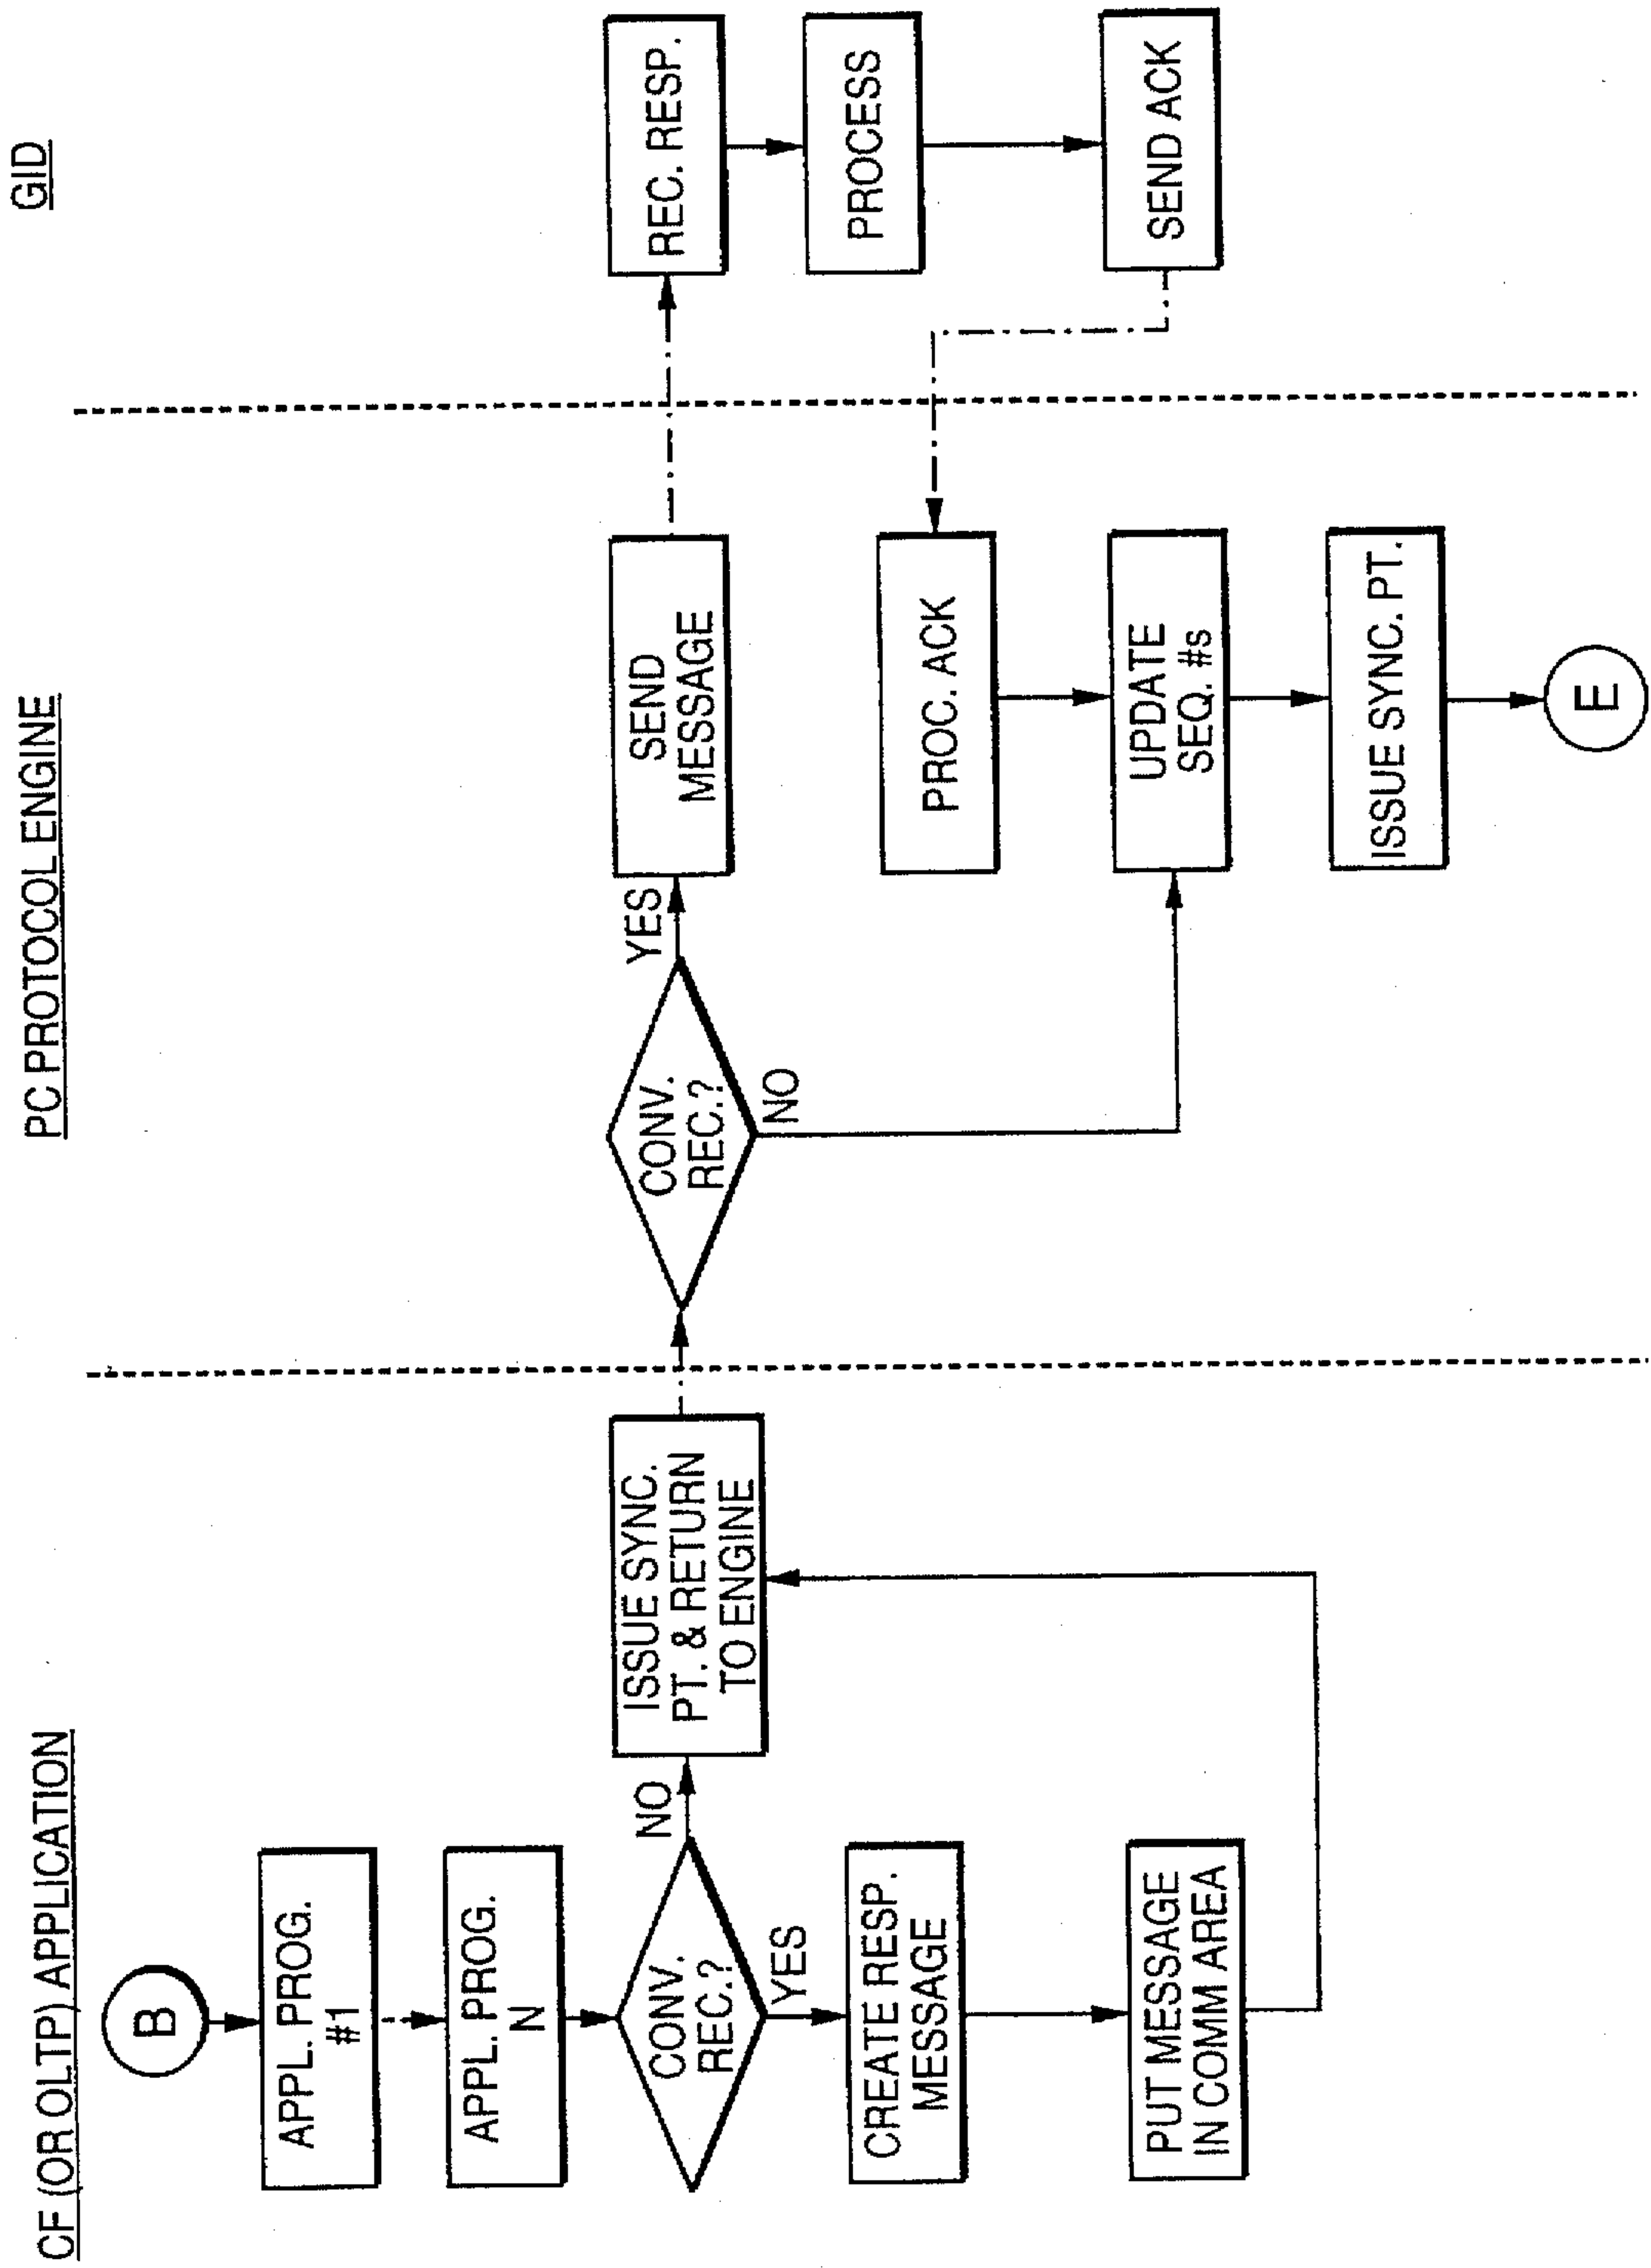 CF (OR OLTP) APPLICATION
B
APPL. PROG.
#1
APPL. PROG.
N
CONV.
REC.?
NO
YES
CREATE RESP.
MESSAGE
PUT MESSAGE
IN COMM AREA
ISSUE SYNC.
PT. & RETURN
TO ENGINE
PC PROTOCOL ENGINE
CONV.
REC.?
YES
NO
SEND
MESSAGE
PROC. ACK
UPDATE
SEQ. #s
ISSUE SYNC. PT.
E
GID
REC. RESP.
PROCESS
SEND ACK